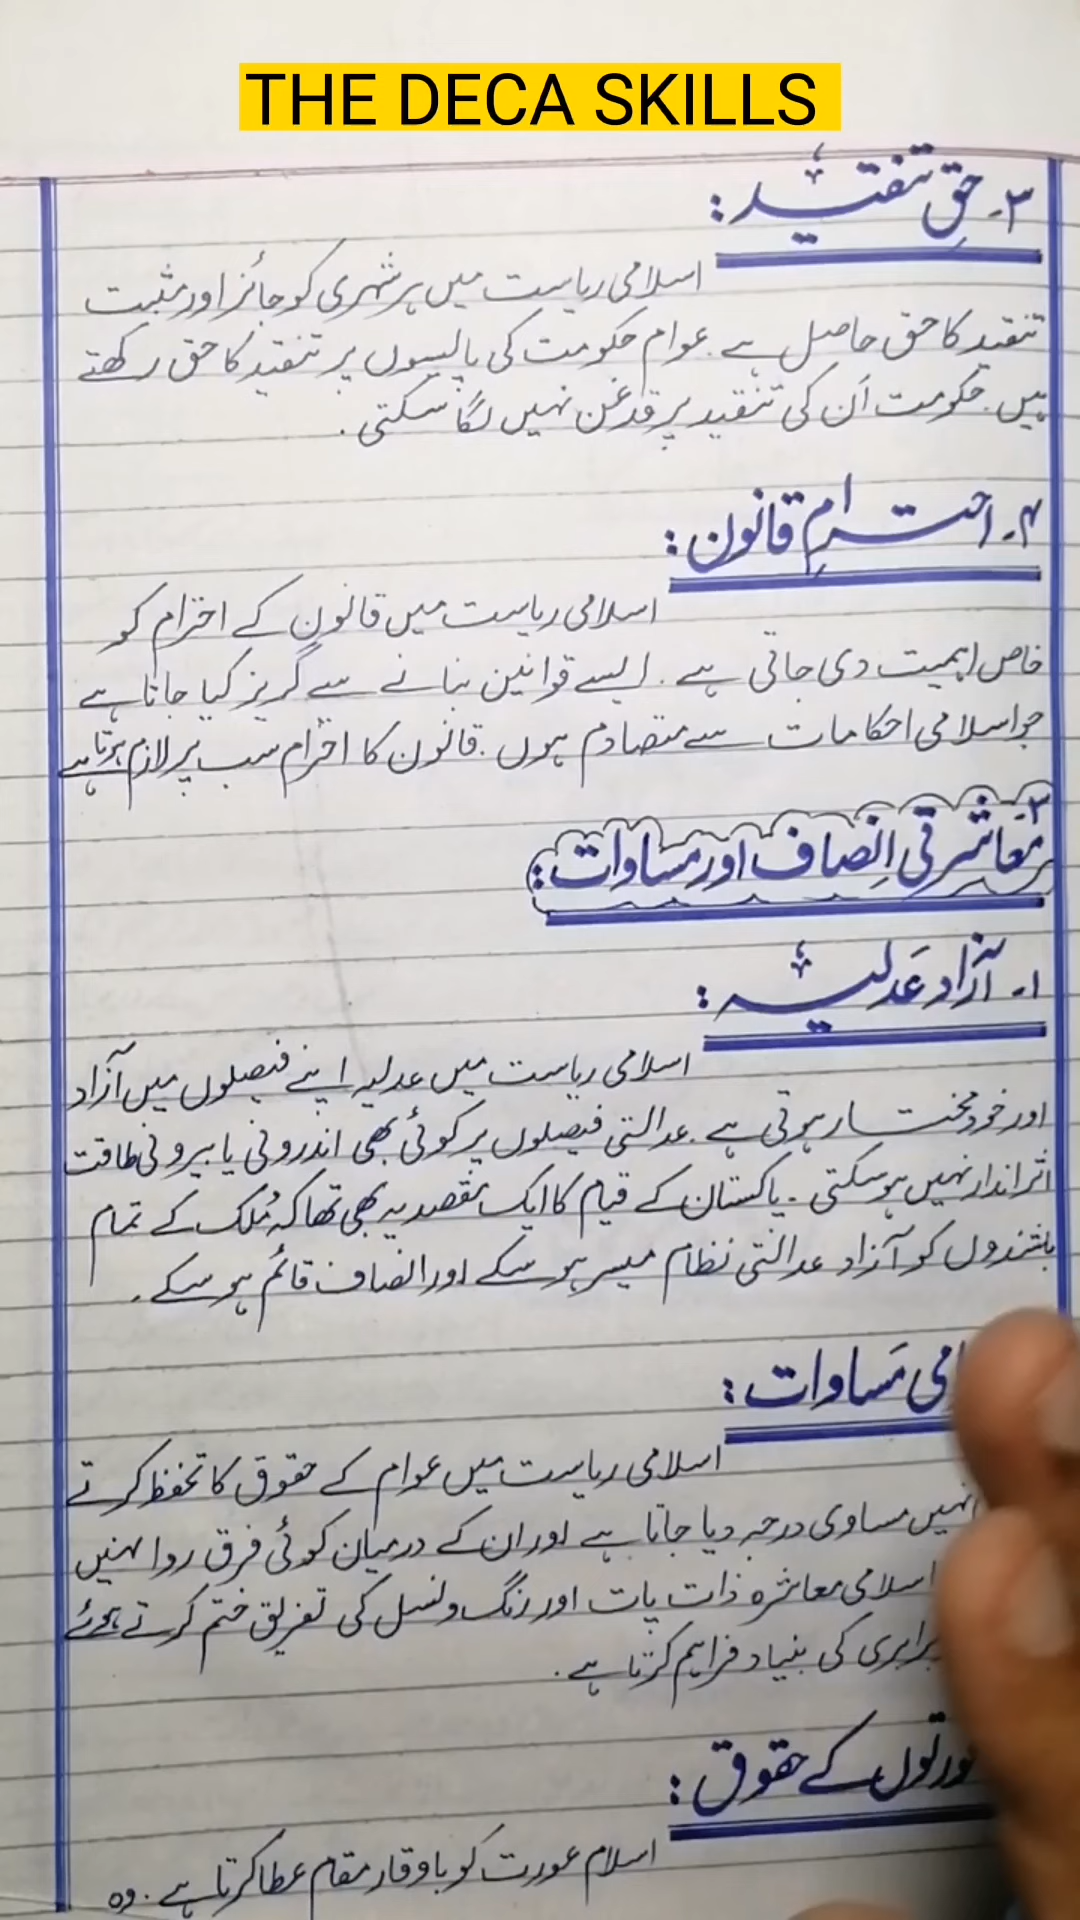 THE DECA SKILLS
۳۔ حقِ تنقید :
اسلامی ریاست میں ہر شہری کو جائز اور مثبت
تنقید کا حق حاصل ہے۔ عوام حکومت کی پالیسوں پر تنقید کا حق رکھتے
ہیں۔ حکومت اُن کی تنقید پر قدغن نہیں لگا سکتی۔
۴۔ احترامِ قانون :
اسلامی ریاست میں قانون کے احترام کو
خاص اہمیت دی جاتی ہے۔ ایسے قوانین بنانے سے گریز کیا جاتا ہے
جو اسلامی احکامات سے متصادم ہوں۔ قانون کا احترام سب پر لازم ہوتا ہے
۲۔ معاشرتی اِنصاف اور مساوات :
۱۔ آزاد عَدلیہ :
اسلامی ریاست میں عدلیہ اپنے فیصلوں میں آزاد
اور خود مختار ہوتی ہے۔ عدالتی فیصلوں پر کوئی بھی اندرونی یا بیرونی طاقت
اثر انداز نہیں ہو سکتی۔ پاکستان کے قیام کا ایک مقصد یہ بھی تھا کہ مُلک کے تمام
باشندوں کو آزاد عدالتی نظام میسر ہو سکے اور انصاف قائم ہو سکے۔
مَساوات :
اسلامی ریاست میں عوام کے حقوق کا تحفظ کرتے
مساوی درجہ دیا جاتا ہے اور ان کے درمیان کوئی فرق روا نہیں
اسلامی معاشرہ ذات پات اور رنگ و نسل کی تفریق ختم کرتے ہوئے
برابری کی بنیاد فراہم کرتا ہے۔
کے حقوق :
اسلام عورت کو باوقار مقام عطا کرتا ہے۔ وہ